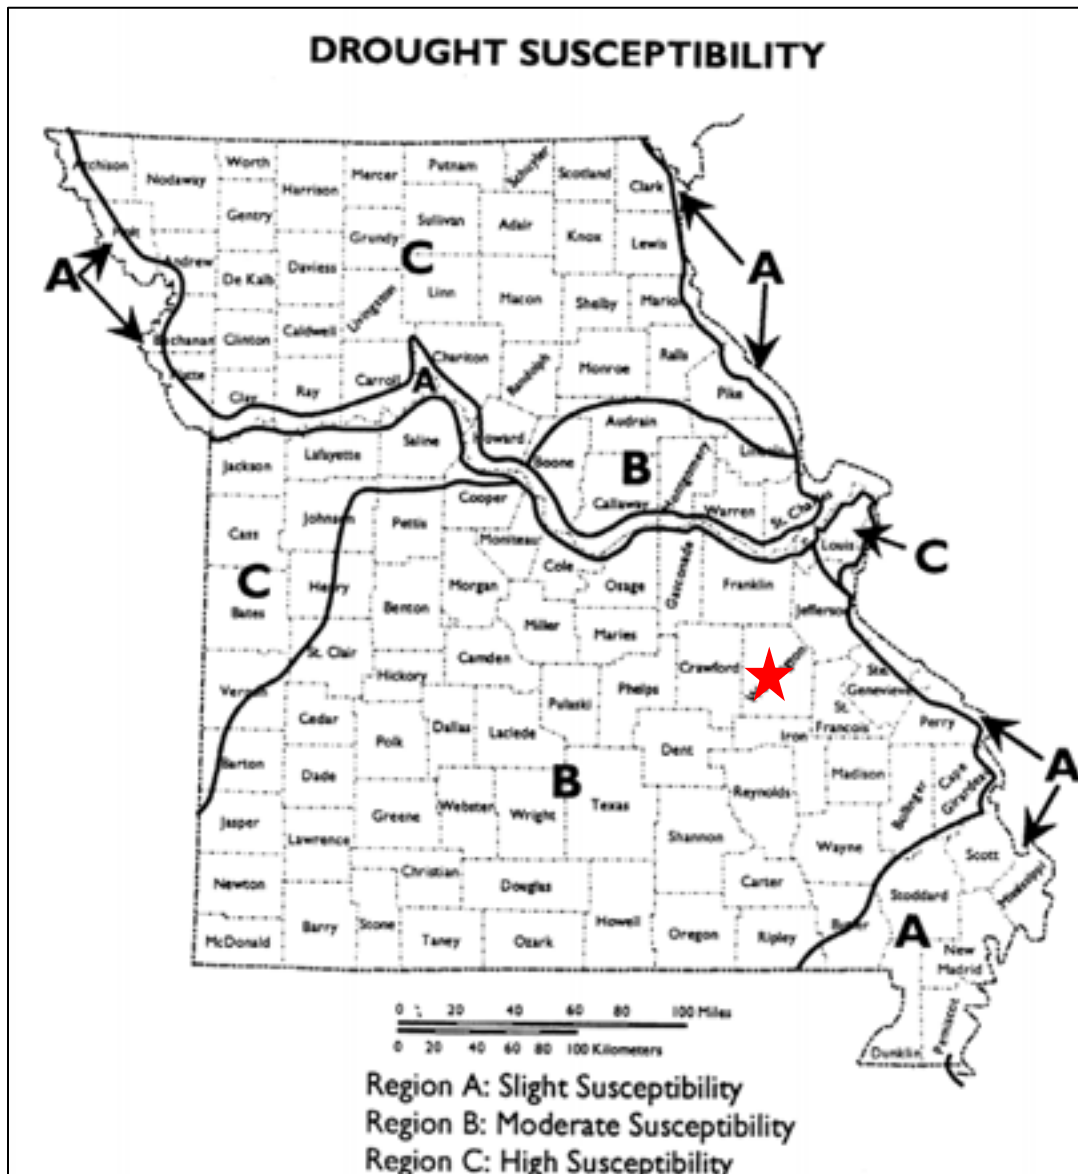 DROUGHT SUSCEPTIBILITY
Atchison Nodaway Worth Harrison Mercer Putnam Schuyler Scotland Clark
Holt Gentry Grundy Sullivan Adair Knox Lewis
A C A
Andrew De Kalb Daviess Livingston Linn Macon Shelby Marion
Buchanan Clinton Caldwell Chariton Randolph Monroe Ralls
Platte Clay Ray Carroll A Pike
Jackson Lafayette Saline Howard Boone Audrain Lincoln
B
Cooper Callaway Montgomery Warren St. Charles
Cass Johnson Pettis Moniteau Cole Louis C
C
Bates Henry Benton Morgan Miller Osage Gasconade Franklin Jefferson
Maries
St. Clair Hickory Camden Pulaski Phelps Crawford Ste. Genevieve
Vernon Cedar Dallas Laclede Dent Iron St. Francois Perry
Barton Dade Polk B Texas Reynolds Madison Bollinger Cape Girardeau A
Jasper Lawrence Greene Webster Wright Shannon Wayne Scott
Newton Christian Douglas Carter Stoddard Mississippi
McDonald Barry Stone Taney Ozark Howell Oregon Ripley Butler A
New Madrid
Dunklin Pemiscot
0 20 40 60 80 100 Miles
0 20 40 60 80 100 Kilometers
Region A: Slight Susceptibility
Region B: Moderate Susceptibility
Region C: High Susceptibility